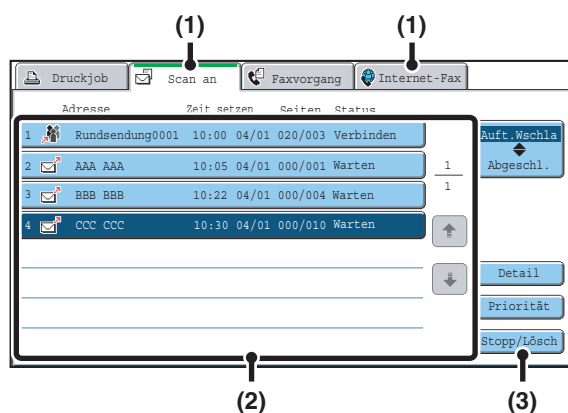 (1) (1)
Druckjob Scan an Faxvorgang Internet-Fax
Adresse Zeit setzen Seiten Status
1 Rundsendung0001 10:00 04/01 020/003 Verbinden
Auft.Wschla
2 AAA AAA 10:05 04/01 000/001 Warten
1
Abgeschl.
3 BBB BBB 10:22 04/01 000/004 Warten
1
4 CCC CCC 10:30 04/01 000/010 Warten
Detail
Priorität
Stopp/Lösch
(2) (3)